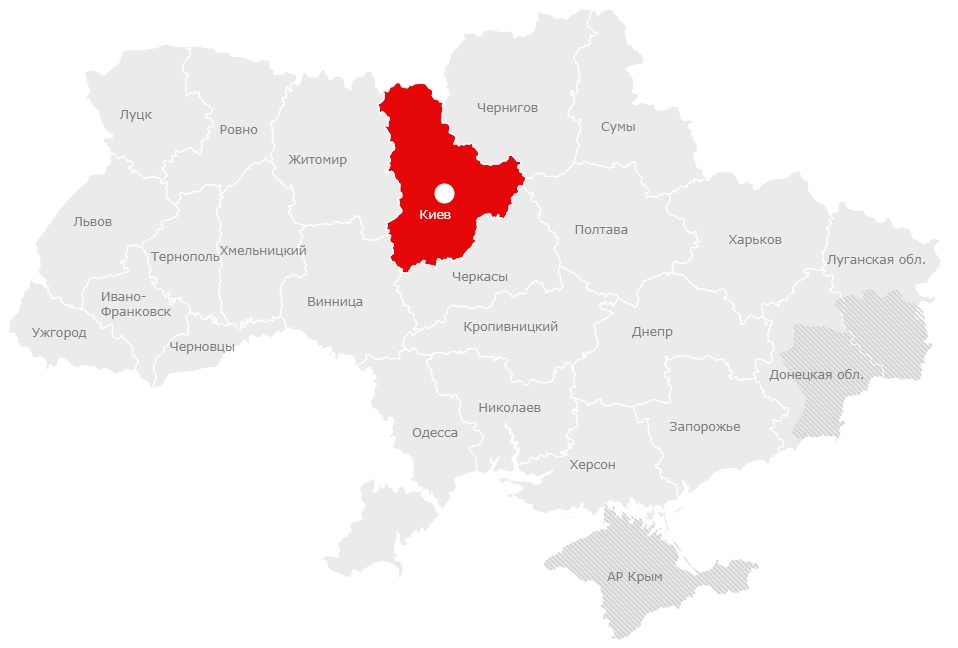 Чернигов
Луцк
Сумы
Ровно
Житомир
Киев
Львов
Полтава
Харьков
Тернополь
Хмельницкий
Луганская обл.
Черкасы
Ивано-
Франковск
Винница
Кропивницкий
Ужгород
Днепр
Черновцы
Донецкая обл.
Николаев
Запорожье
Одесса
Херсон
АР Крым